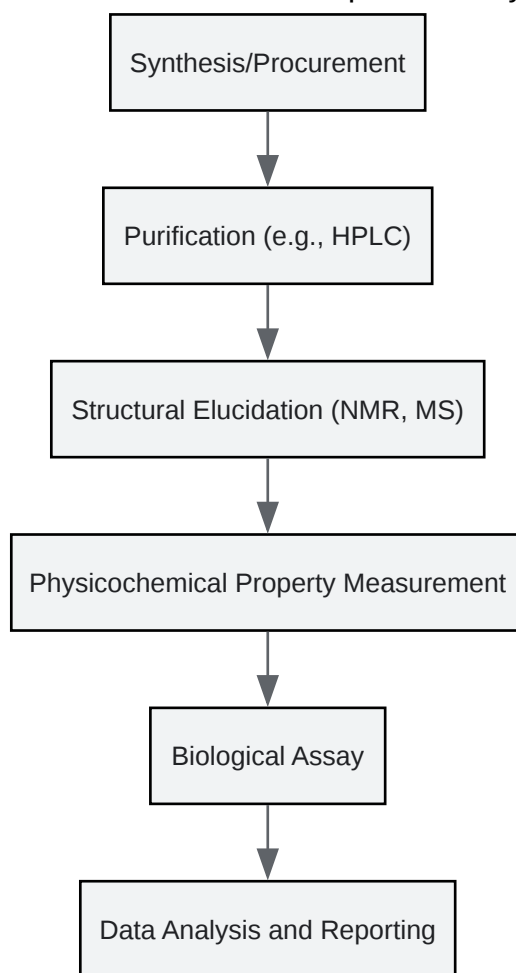 Synthesis/Procurement
Purification (e.g., HPLC)
Structural Elucidation (NMR, MS)
Physicochemical Property Measurement
Biological Assay
Data Analysis and Reporting